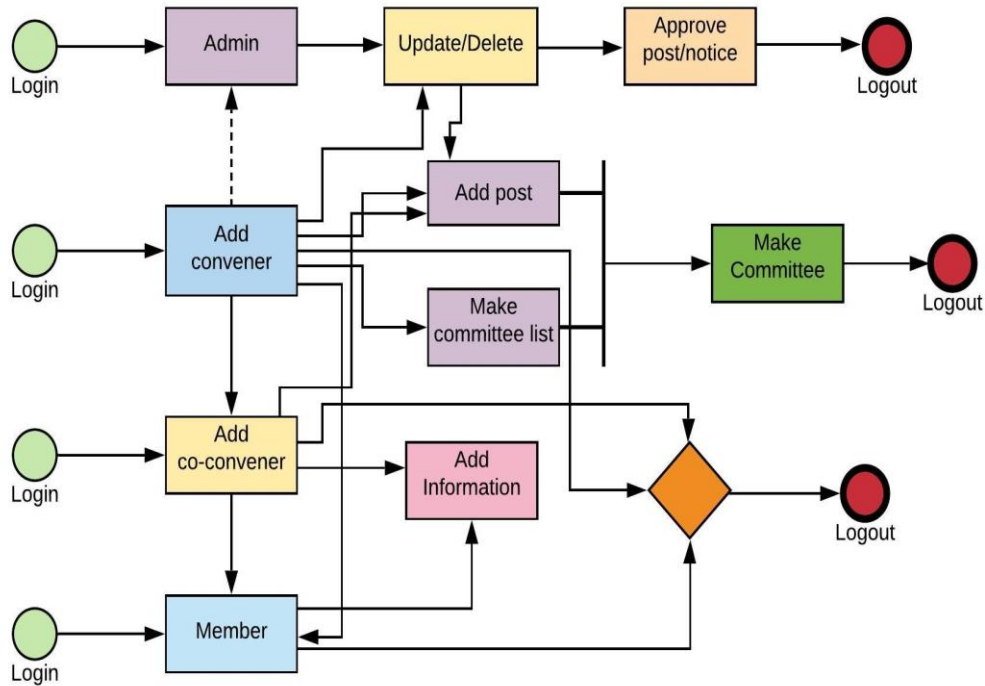 Login
Admin
Update/Delete
Approve
post/notice
Logout
Login
Add
convener
Add post
Make
committee list
Make
Committee
Logout
Login
Add
co-convener
Add
Information
Logout
Login
Member